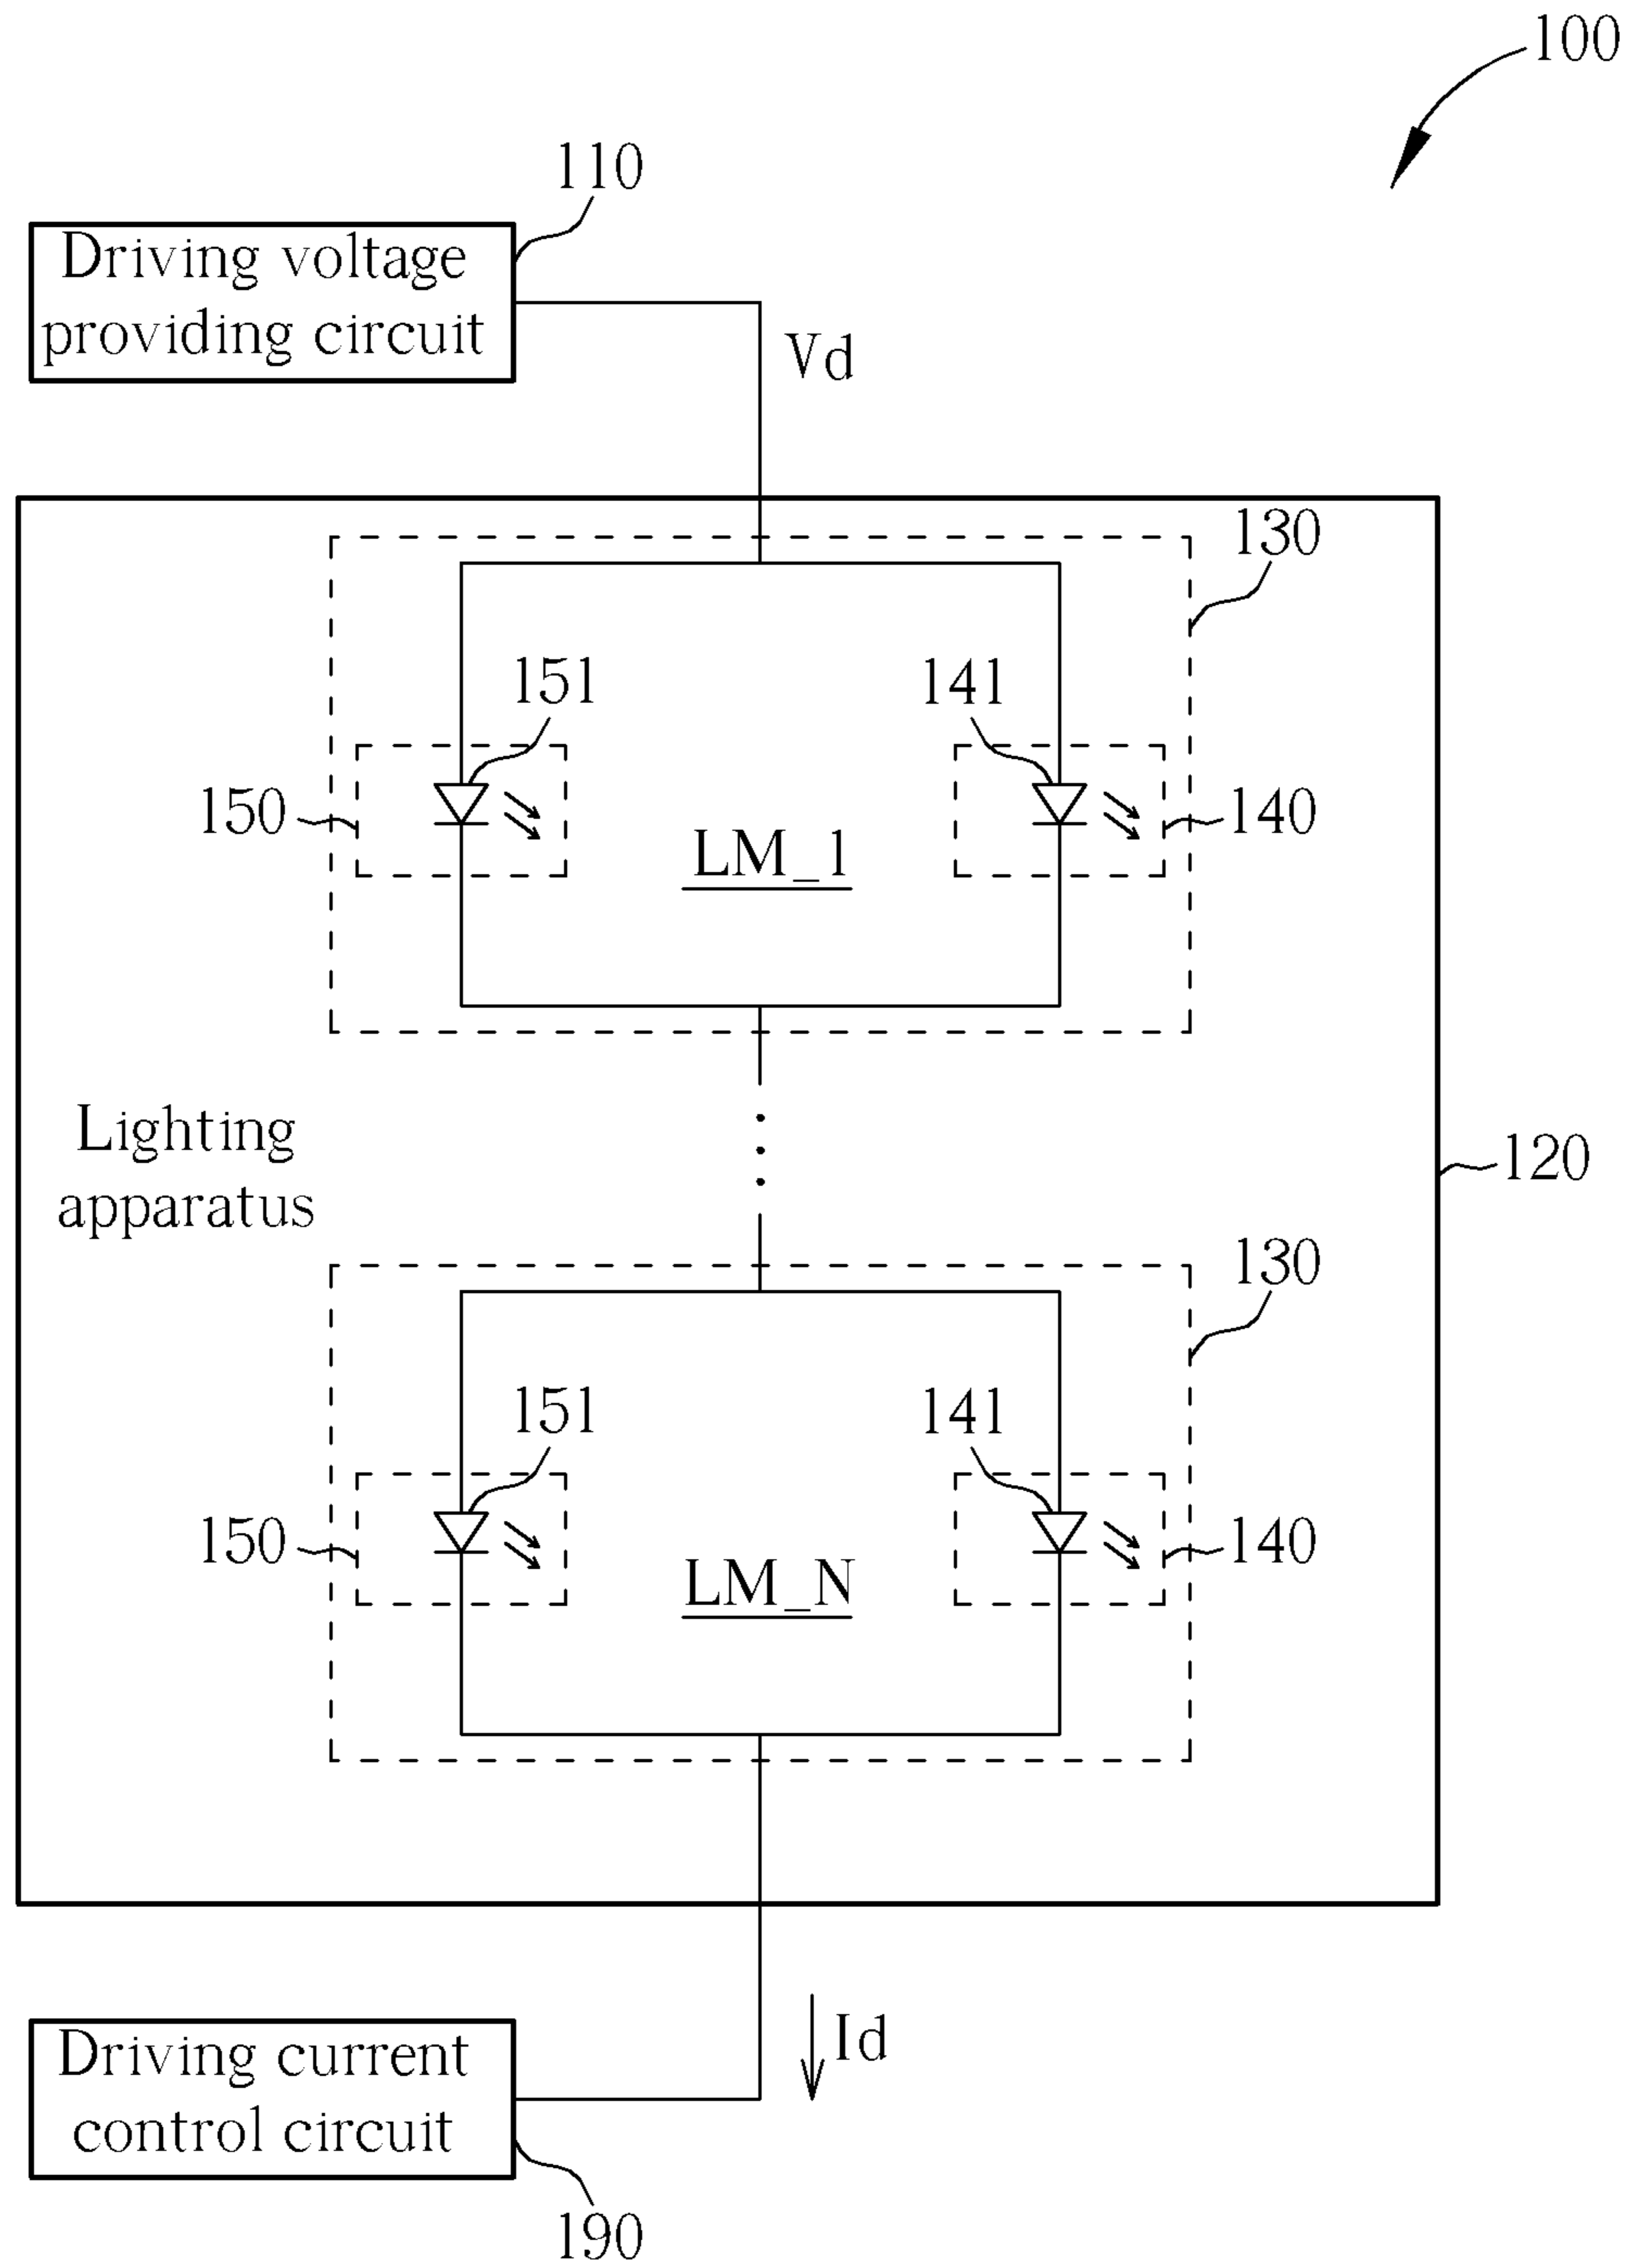 100
110
Driving voltage
providing circuit
Vd
130
151
141
150
LM_1
140
Lighting
apparatus
120
130
151
141
150
LM_N
140
Id
Driving current
control circuit
190